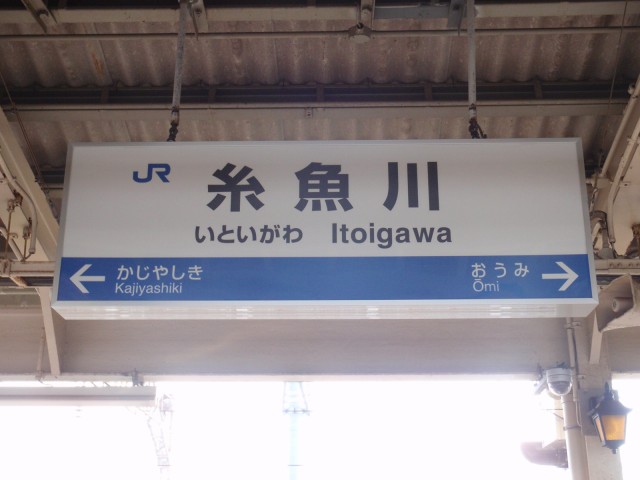 JR 糸魚川
いといがわ Itoigawa
← かじやしき おうみ →
Kajiyashiki Ōmi